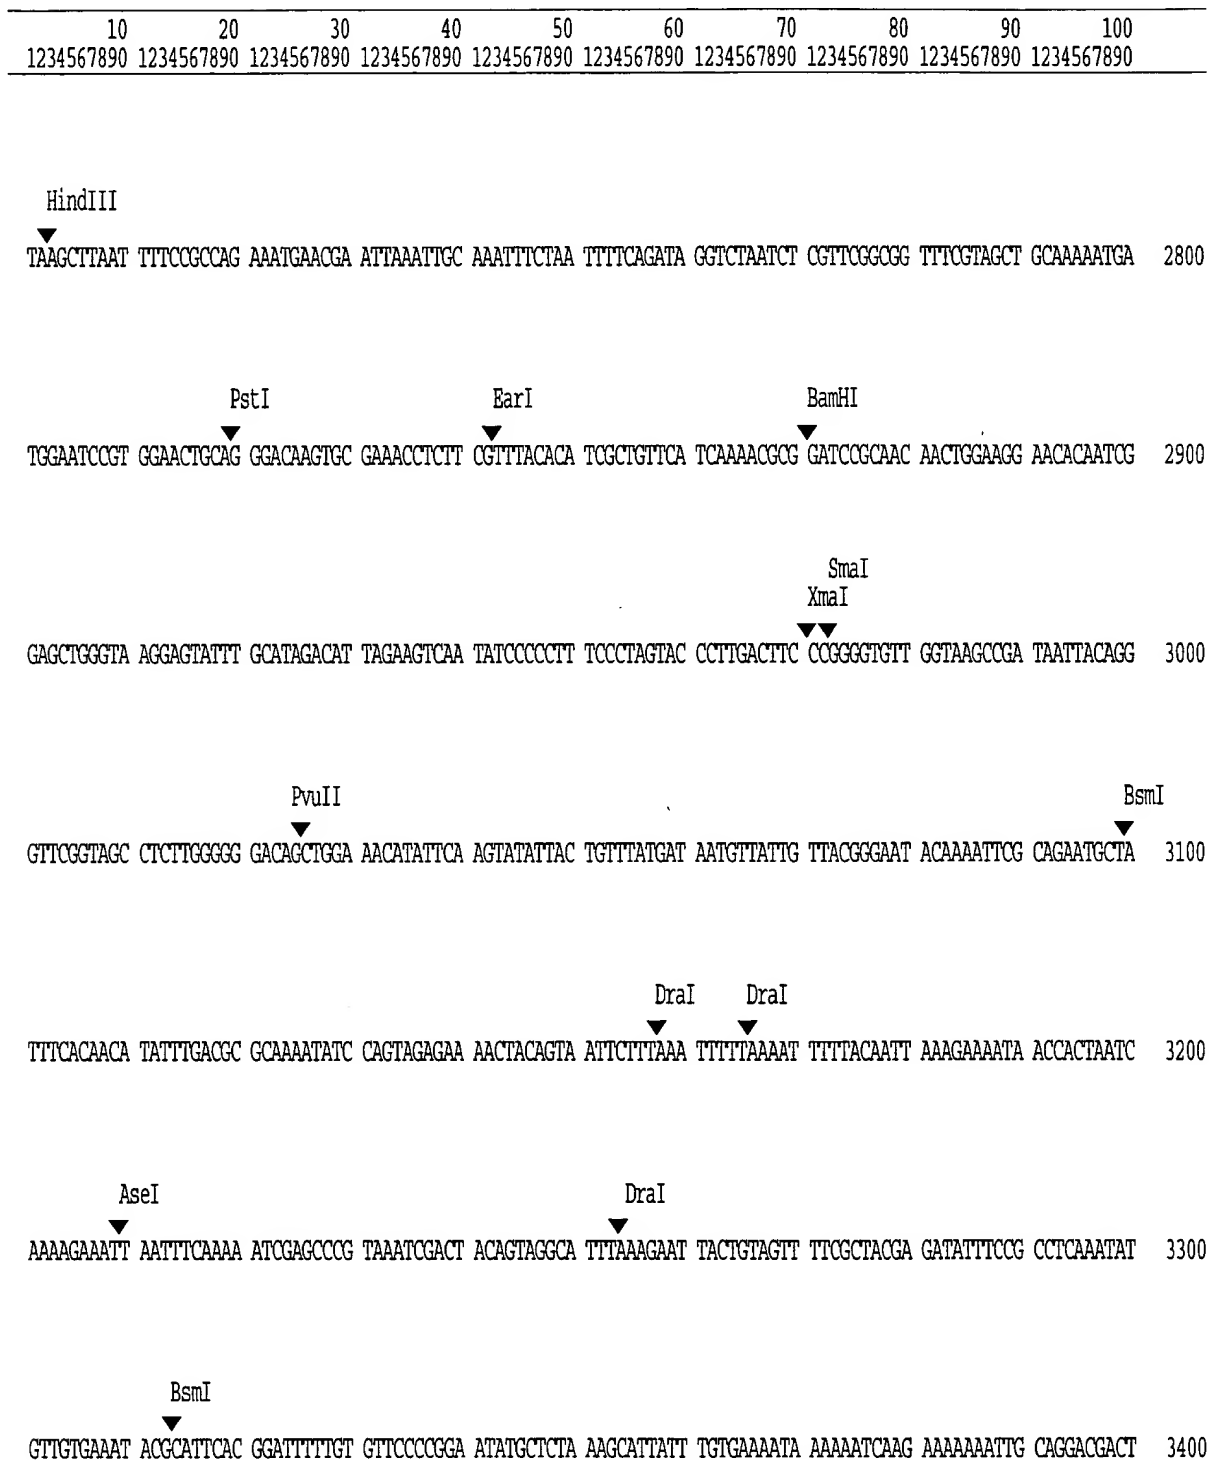 10 20 30 40 50 60 70 80 90 100
1234567890 1234567890 1234567890 1234567890 1234567890 1234567890 1234567890 1234567890 1234567890 1234567890
HindIII
TAAGCTTAAT TTTCCGCCAG AAATGAACGA ATTAAATTGC AAATTTCTAA TTTTCAGATA GGTCTAATCT CGTTCGGCGG TTTCGTAGCT GCAAAAATGA 2800
PstI EarI BamHI
TGGAATCCGT GGAACTGCAG GGACAAGTGC GAAACCTCTT CGTTTACACA TCGCTGTTCA TCAAAACGCG GATCCGCAAC AACTGGAAGG AACACAATCG 2900
SmaI
XmaI
GAGCTGGGTA AGGAGTATTT GCATAGACAT TAGAAGTCAA TATCCCCCTT TCCCTAGTAC CCTTGACTTC CCGGGGTGTT GGTAAGCCGA TAATTACAGG 3000
PvuII BsmI
GTTCGGTAGC CTCTTGGGGG GACAGCTGGA AACATATTCA AGTATATTAC TGTTTATGAT AATGTTATTG TTACGGGAAT ACAAAATTCG CAGAATGCTA 3100
DraI DraI
TTTCACAACA TATTTGACGC GCAAAATATC CAGTAGAGAA AACTACAGTA ATTCTTTAAA TTTTTAAAAT TTTTACAATT AAAGAAAATA ACCACTAATC 3200
AseI DraI
AAAAGAAATT AATTTCAAAA ATCGAGCCCG TAAATCGACT ACAGTAGGCA TTTAAAGAAT TACTGTAGTT TTCGCTACGA GATATTTCCG CCTCAAATAT 3300
BsmI
GTTGTGAAAT ACGCATTCAC GGATTTTTGT GTTCCCCGGA ATATGCTCTA AAGCATTATT TGTGAAAATA AAAAATCAAG AAAAAAATTG CAGGACGACT 3400